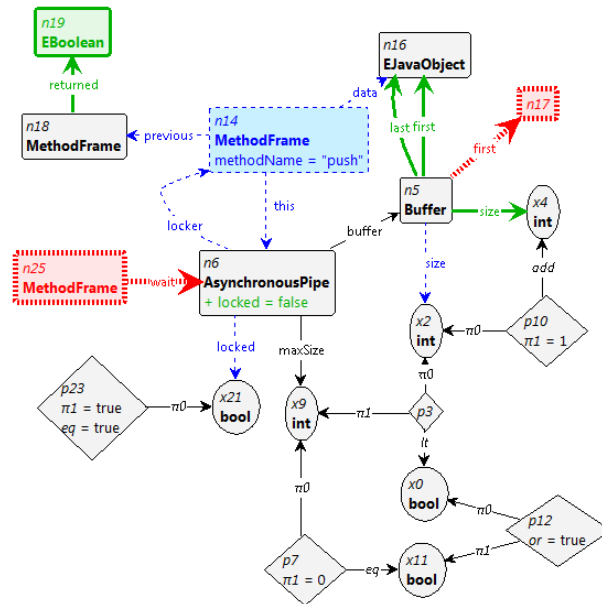 n19
EBoolean
returned
n16
EJavaObject
n17
n18
MethodFrame
previous
n14
MethodFrame
methodName = "push"
data
last
first
first
n5
Buffer
x4
int
size
this
locker
buffer
n25
MethodFrame
wait
n6
AsynchronousPipe
+ locked = false
size
add
x2
int
π0
p10
π1 = 1
locked
maxSize
p23
π1 = true
eq = true
π0
x21
bool
x9
int
π1
π0
p3
lt
π0
x0
bool
π0
p12
or = true
p7
π1 = 0
eq
x11
bool
π1